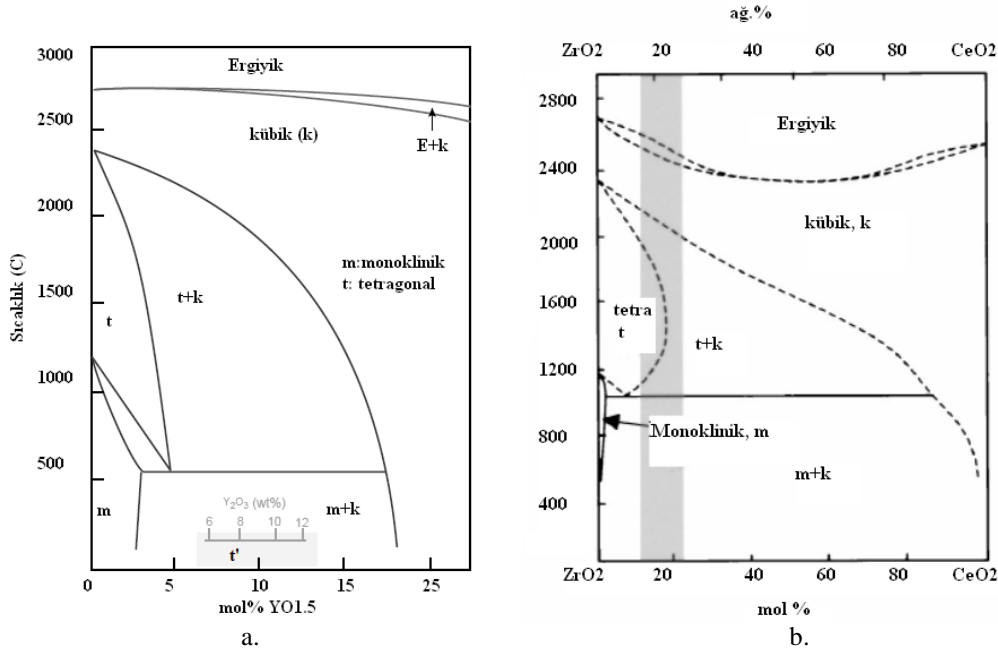 3000
2500
2000
1500
1000
500
0
5
10
15
20
25
Sıcaklık (C)
mol% YO1.5
Ergiyik
kübik (k)
E+k
m:monoklinik
t: tetragonal
t+k
t
m
m+k
Y2O3 (wt%)
6 8 10 12
t'
a.
ağ.%
ZrO2 20 40 60 80 CeO2
2800
2400
2000
1600
1200
800
400
Ergiyik
kübik, k
tetra
t
t+k
Monoklinik, m
m+k
ZrO2 20 40 60 80 CeO2
mol %
b.